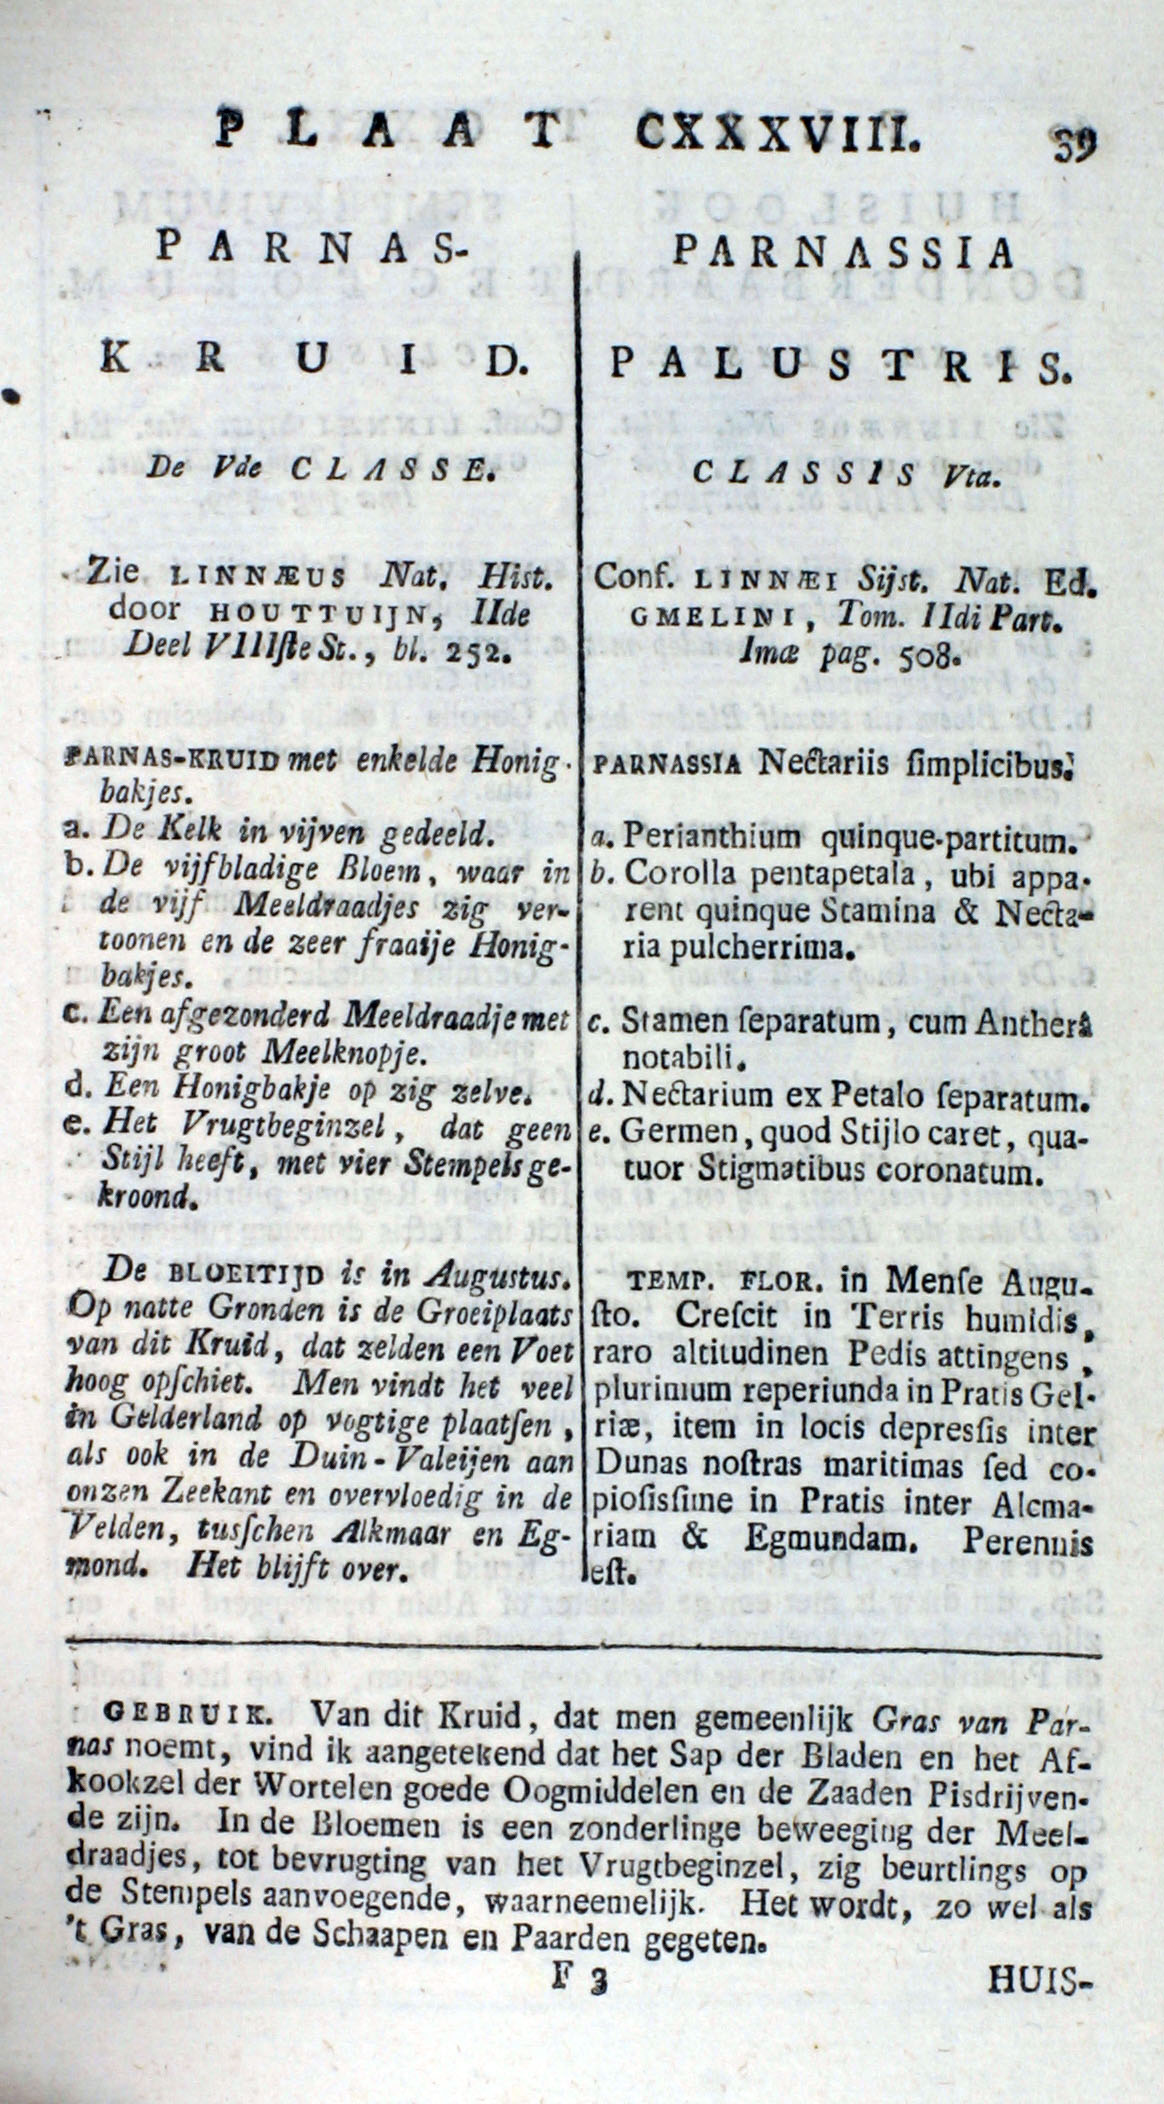 PLAAT CXXXVIII. 39
PARNAS-
KRUID.
De Vde CLASSE.
Zie LINNÆUS Nat. Hist.
door HOUTTUIJN, IIde
Deel VIIIſte St., bl. 252.
PARNAS-KRUID met enkelde Honig-
bakjes.
a. De Kelk in vijven gedeeld.
b. De vijfbladige Bloem, waar in
de vijf Meeldraadjes zig ver-
toonen en de zeer fraaije Honig-
bakjes.
c. Een afgezonderd Meeldraadje met
zijn groot Meelknopje.
d. Een Honigbakje op zig zelve.
e. Het Vrugtbeginzel, dat geen
Stijl heeft, met vier Stempels ge-
kroond.
De BLOEITIJD is in Augustus.
Op natte Gronden is de Groeiplaats
van dit Kruid, dat zelden een Voet
hoog opſchiet. Men vindt het veel
in Gelderland op vogtige plaatſen,
als ook in de Duin-Valeijen aan
onzen Zeekant en overvloedig in de
Velden, tusſchen Alkmaar en Eg-
mond. Het blijft over.
PARNASSIA
PALUSTRIS.
CLASSIS Vta.
Conf. LINNÆI Sijst. Nat. Ed.
GMELINI, Tom. IIdi Part.
Imæ pag. 508.
PARNASSIA Nectariis ſimplicibus.
a. Perianthium quinque-partitum.
b. Corolla pentapetala, ubi appa-
rent quinque Stamina & Necta-
ria pulcherrima.
c. Stamen ſeparatum, cum Antherâ
notabili.
d. Nectarium ex Petalo ſeparatum.
e. Germen, quod Stijlo caret, qua-
tuor Stigmatibus coronatum.
TEMP. FLOR. in Menſe Augu-
ſto. Creſcit in Terris humidis,
raro altitudinen Pedis attingens,
plurimum reperiunda in Pratis Gel-
riæ, item in locis depresſis inter
Dunas noſtras maritimas ſed co-
pioſisſime in Pratis inter Alcma-
riam & Egmundam. Perennis
eſt.
GEBRUIK. Van dit Kruid, dat men gemeenlijk Gras van Par-
nas noemt, vind ik aangetekend dat het Sap der Bladen en het Af-
kookzel der Wortelen goede Oogmiddelen en de Zaaden Pisdrijven-
de zijn. In de Bloemen is een zonderlinge beweeging der Meel-
draadjes, tot bevrugting van het Vrugtbeginzel, zig beurtlings op
de Stempels aanvoegende, waarneemelijk. Het wordt, zo wel als
't Gras, van de Schaapen en Paarden gegeten.
F 3 HUIS-